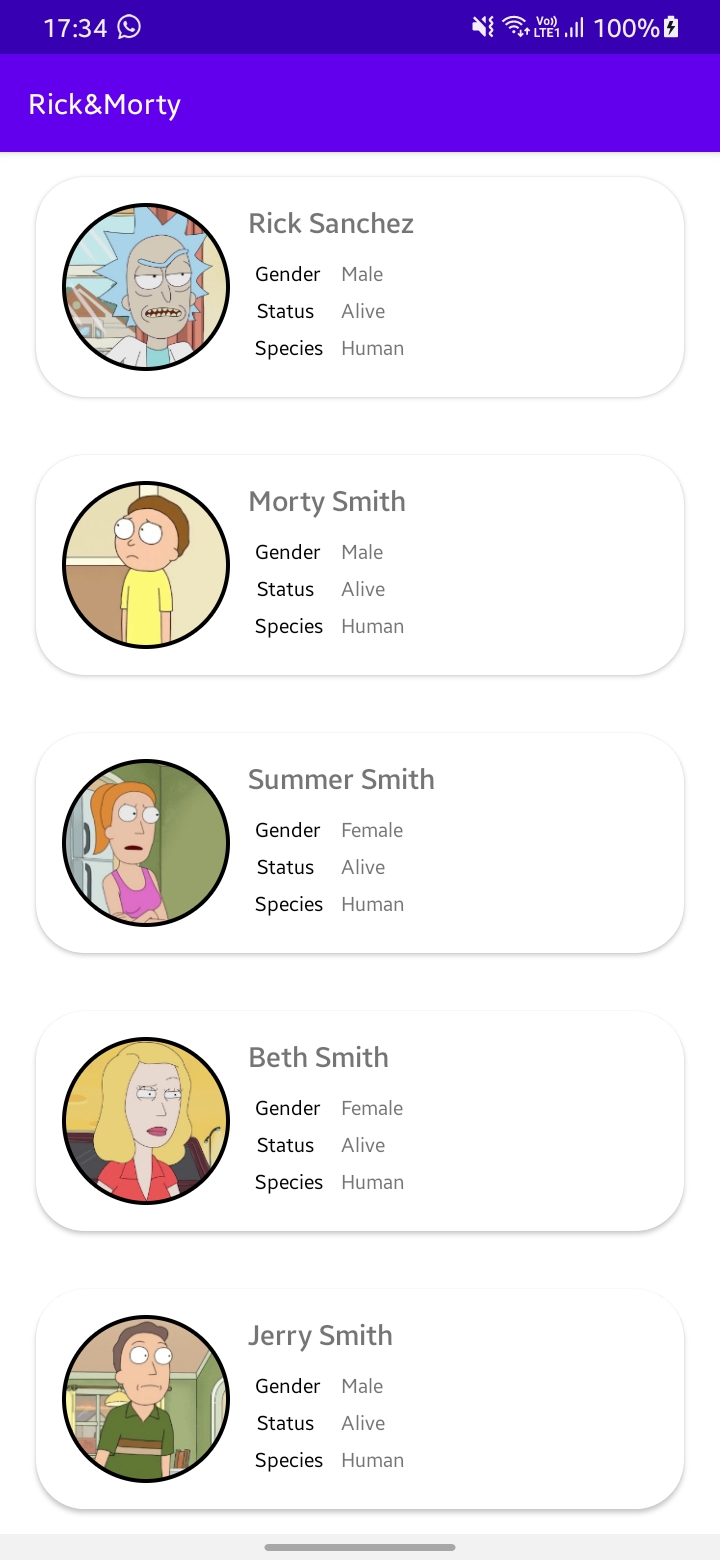 17:34 Vo)) LTE1 100%
Rick&Morty
Rick Sanchez
Gender Male
Status Alive
Species Human
Morty Smith
Gender Male
Status Alive
Species Human
Summer Smith
Gender Female
Status Alive
Species Human
Beth Smith
Gender Female
Status Alive
Species Human
Jerry Smith
Gender Male
Status Alive
Species Human